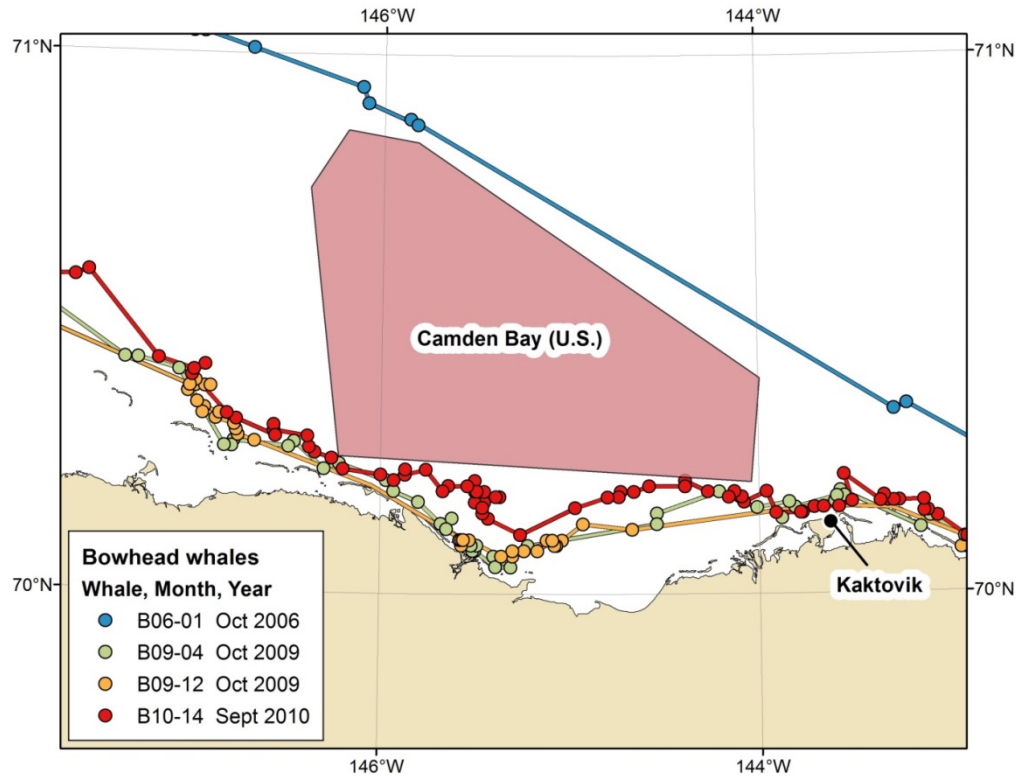 146°W 144°W
71°N 71°N
Camden Bay (U.S.)
Kaktovik
70°N 70°N
Bowhead whales
Whale, Month, Year
B06-01 Oct 2006
B09-04 Oct 2009
B09-12 Oct 2009
B10-14 Sept 2010
146°W 144°W